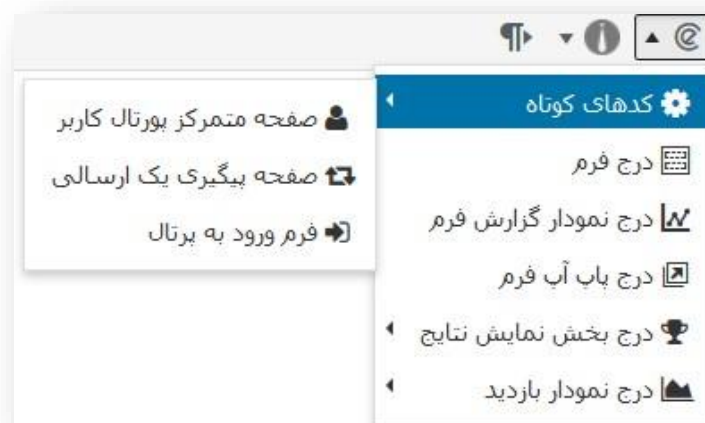 کدهای کوتاه
درج فرم
درج نمودار گزارش فرم
درج پاپ آپ فرم
درج بخش نمایش نتایج
درج نمودار بازدید
صفحه متمرکز پورتال کاربر
صفحه پیگیری یک ارسالی
فرم ورود به پرتال